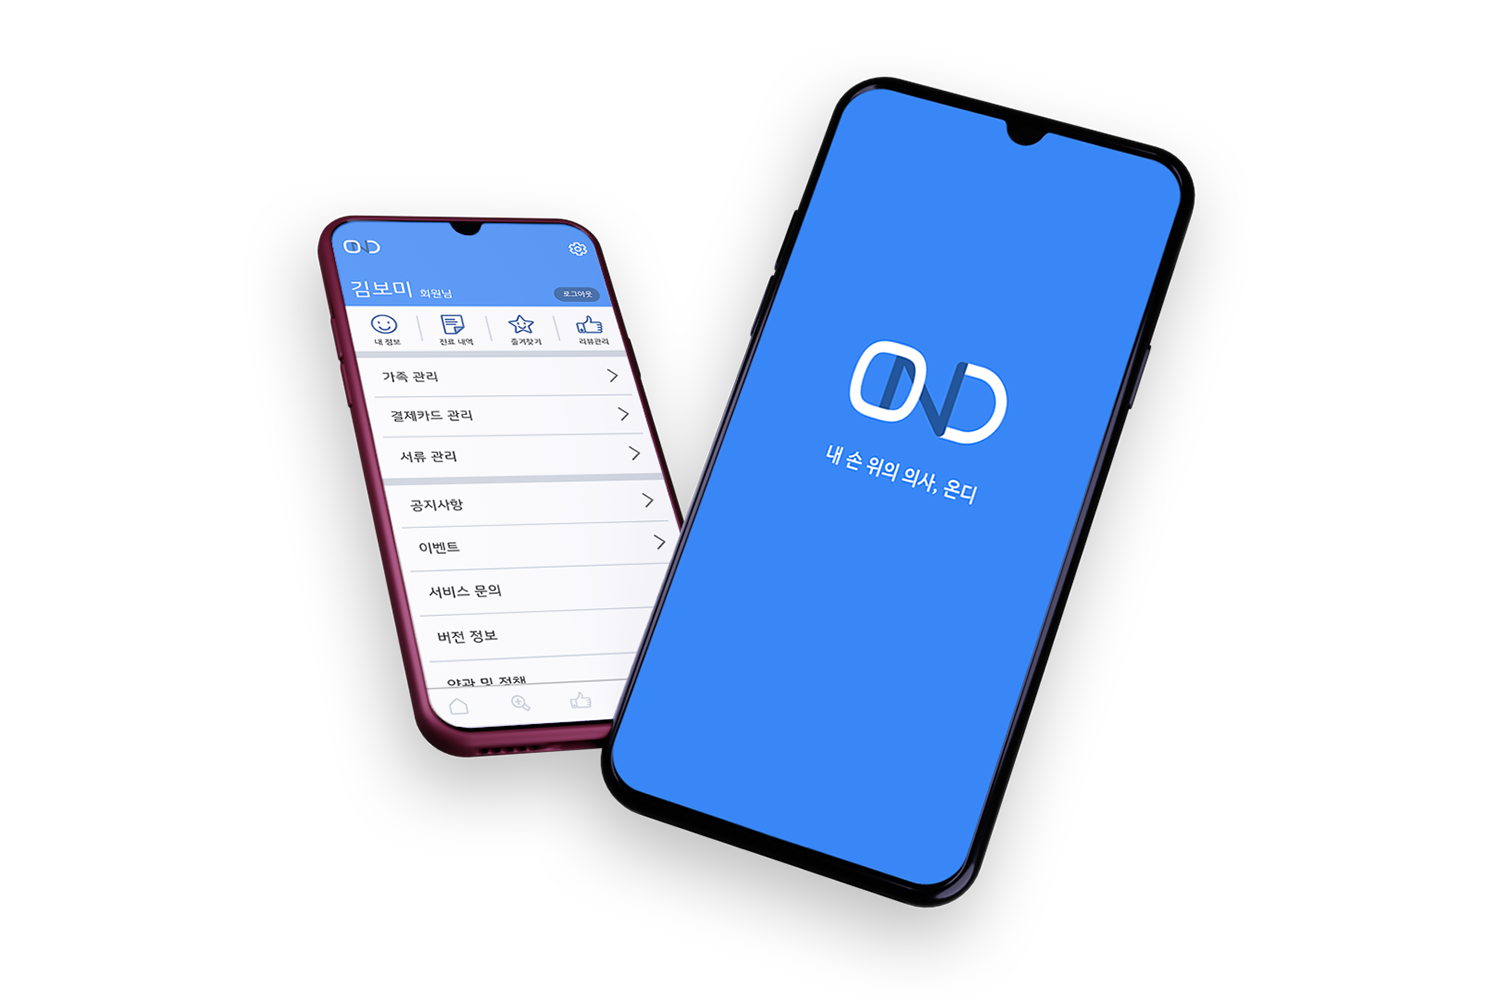 OND
김보미 회원님
로그아웃
내 정보
진료 내역
즐겨찾기
리뷰관리
가족 관리
결제카드 관리
서류 관리
공지사항
이벤트
서비스 문의
버전 정보
약관 및 정책
OND
내 손 위의 의사, 온디